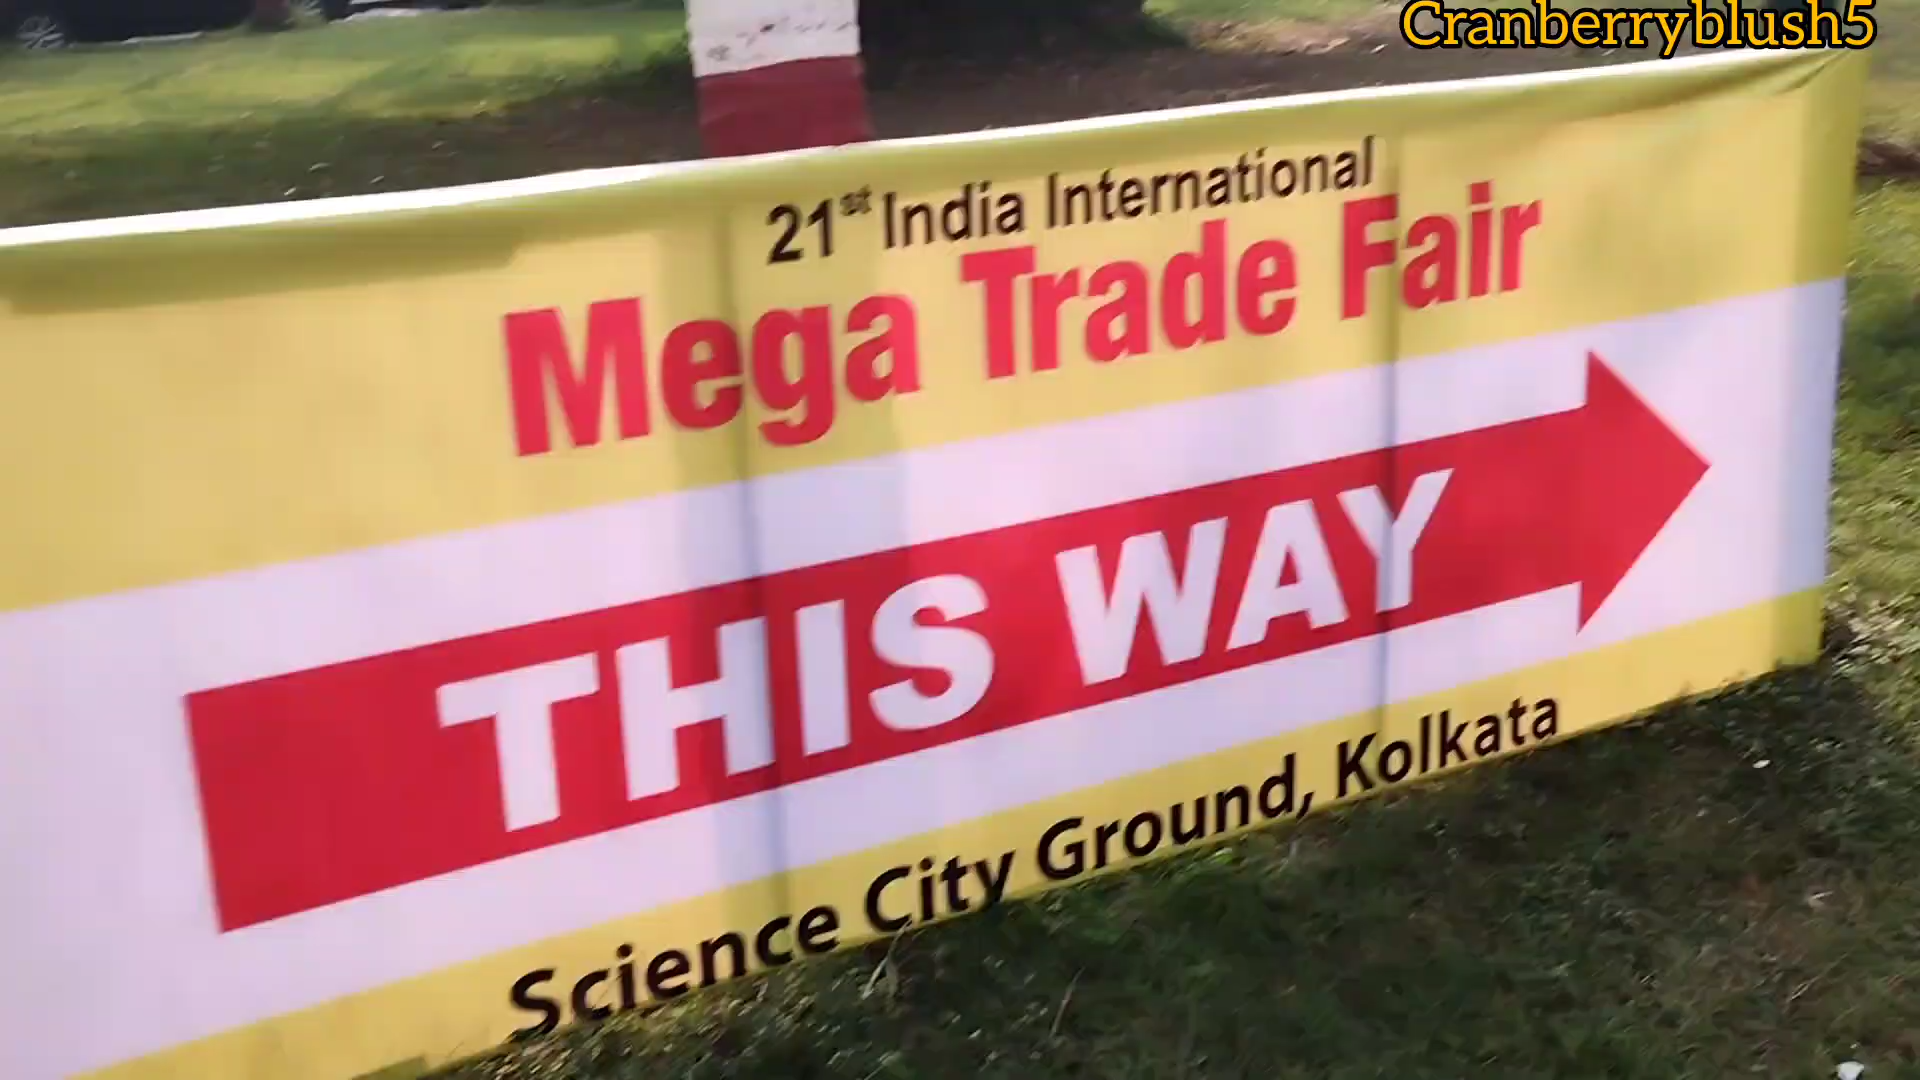 Cranberryblush5
21st India International
Mega Trade Fair
THIS WAY
Science City Ground, Kolkata